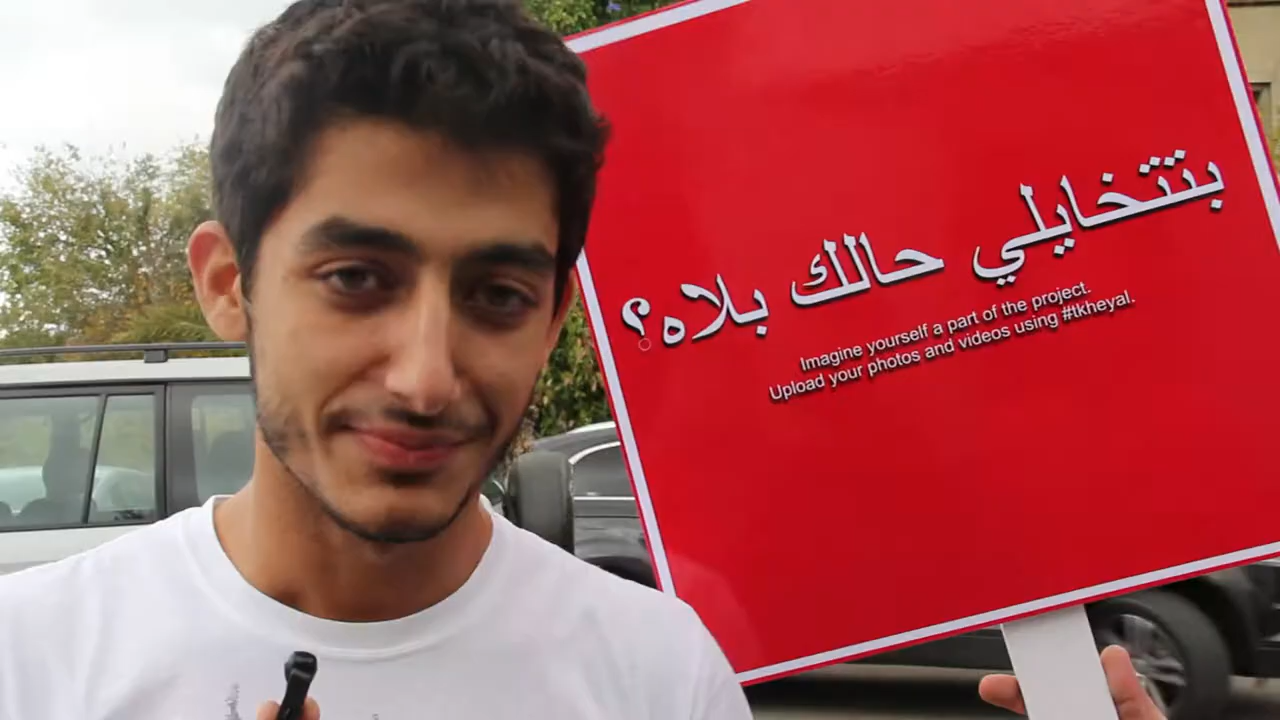 بتتخايلي حالك بلاه؟
Imagine yourself a part of the project.
Upload your photos and videos using #tkheyal.